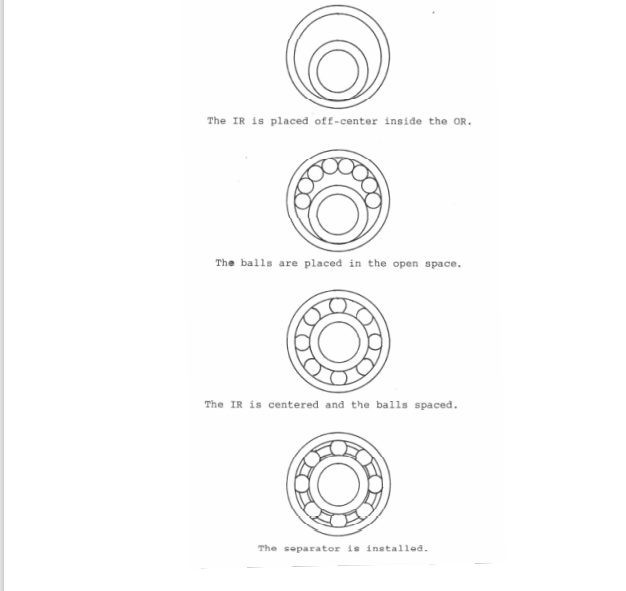 The IR is placed off-center inside the OR.
The balls are placed in the open space.
The IR is centered and the balls spaced.
The separator is installed.